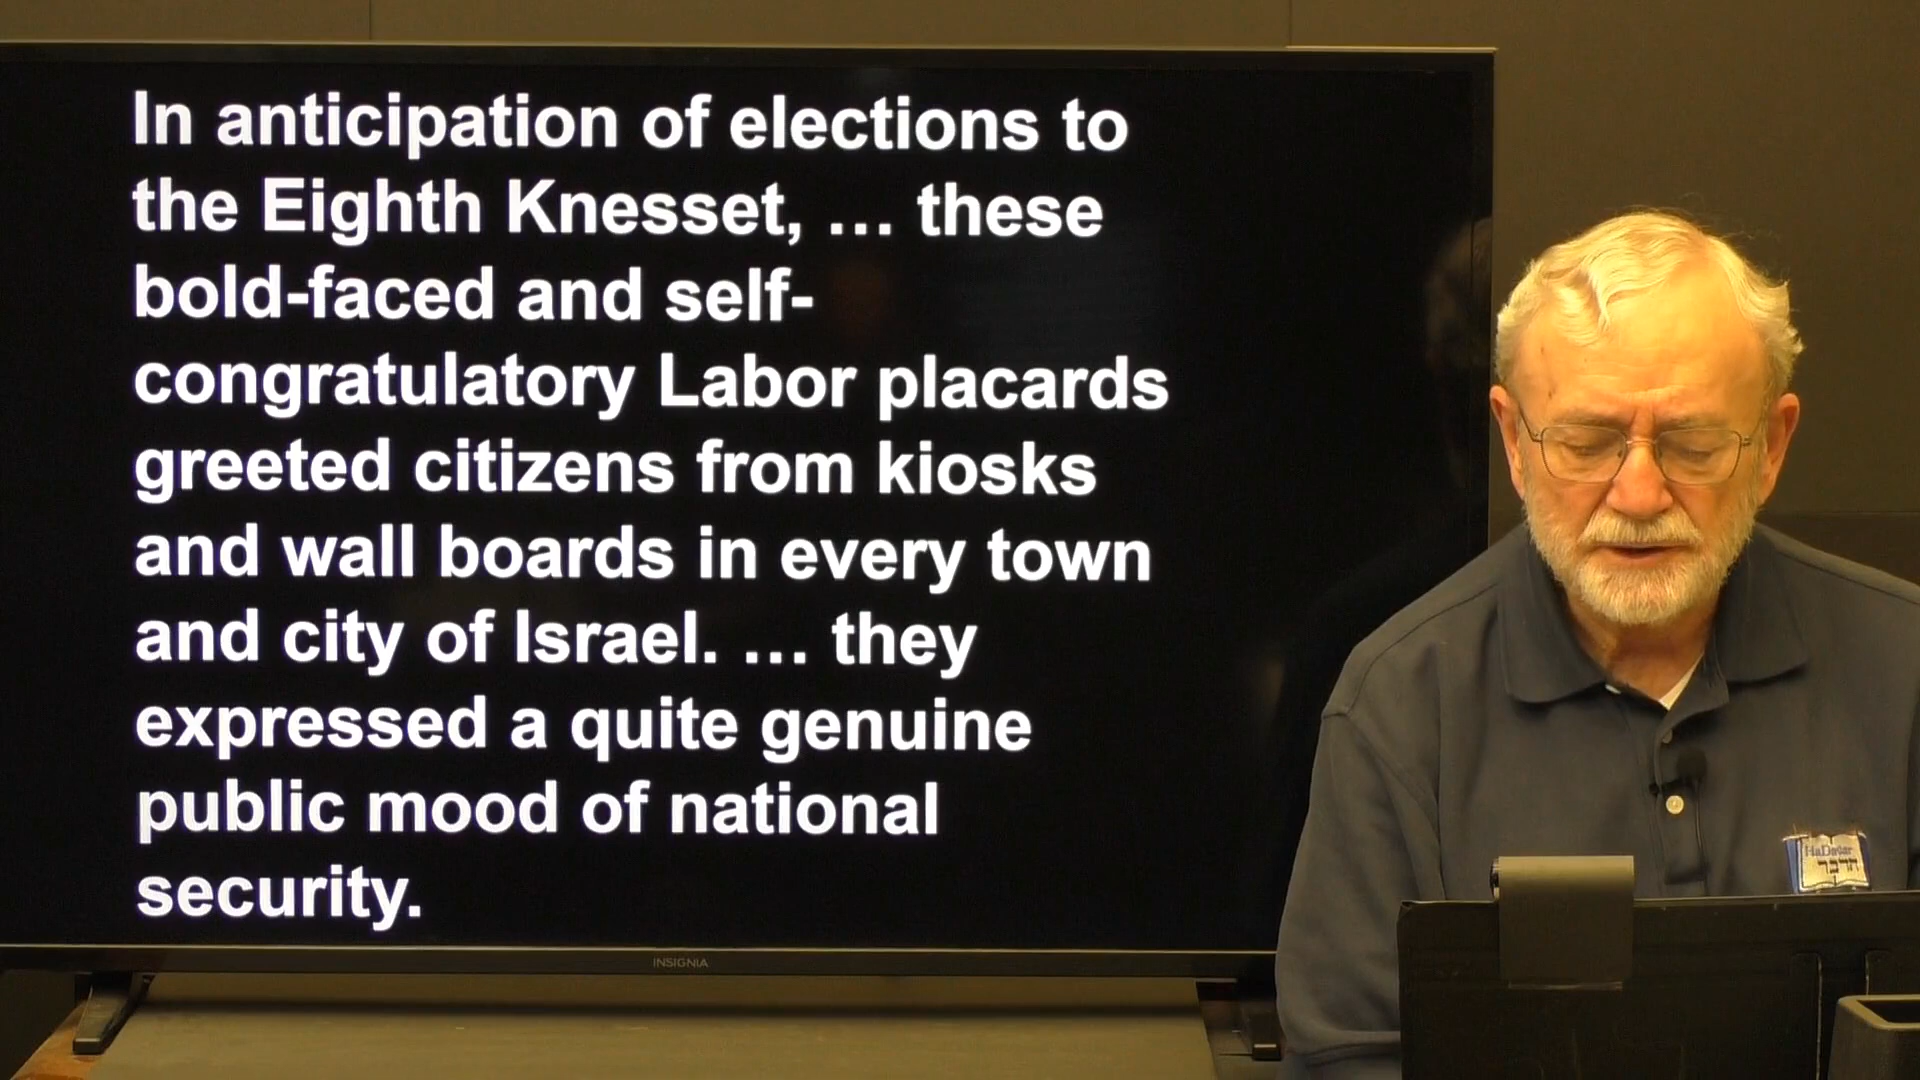 In anticipation of elections to
the Eighth Knesset, … these
bold-faced and self-
congratulatory Labor placards
greeted citizens from kiosks
and wall boards in every town
and city of Israel. … they
expressed a quite genuine
public mood of national
security.
INSIGNIA
HaDavar
הדבר